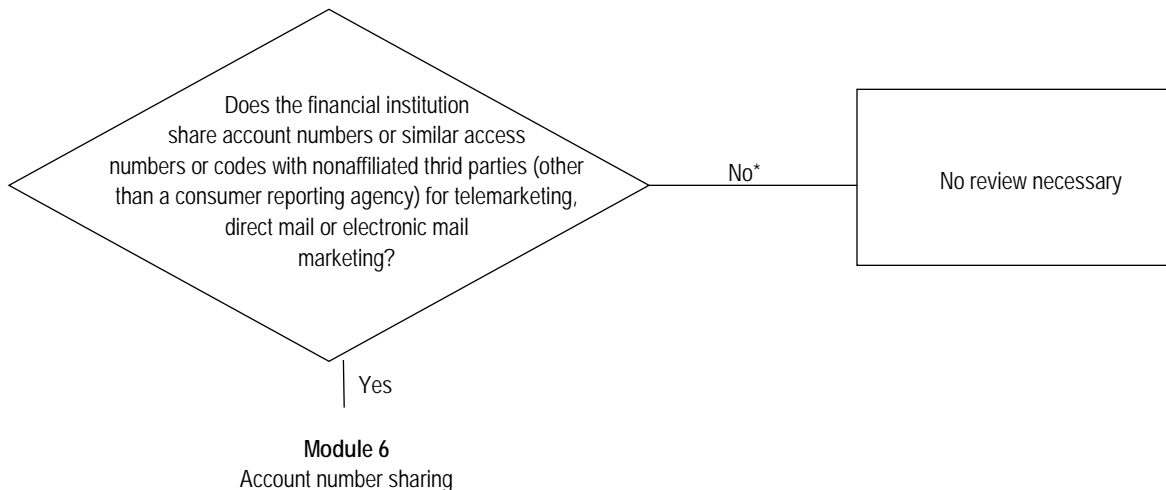 Does the financial institution
share account numbers or similar access
numbers or codes with nonaffiliated thrid parties (other
than a consumer reporting agency) for telemarketing,
direct mail or electronic mail
marketing?
No*
No review necessary
Yes
Module 6
Account number sharing